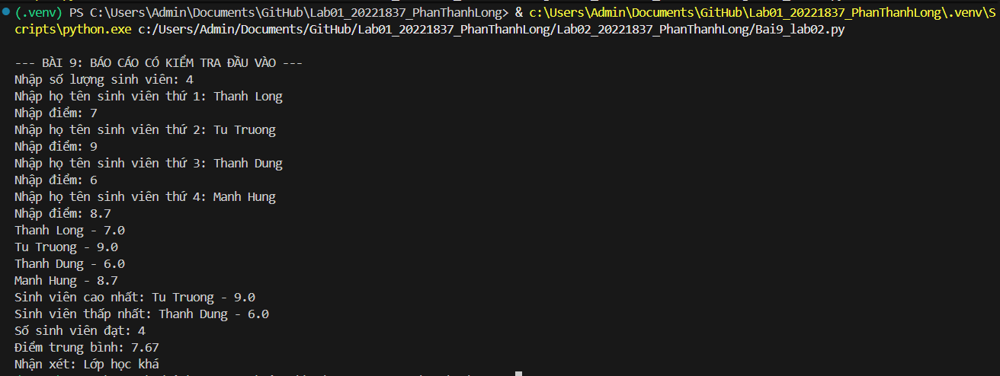 (.venv) PS C:\Users\Admin\Documents\GitHub\Lab01_20221837_PhanThanhLong> & c:\Users\Admin\Documents\GitHub\Lab01_20221837_PhanThanhLong\.venv\S
cripts\python.exe c:/Users/Admin/Documents/GitHub/Lab01_20221837_PhanThanhLong/Lab02_20221837_PhanThanhLong/Bai9_lab02.py
--- BÀI 9: BÁO CÁO CÓ KIỂM TRA ĐẦU VÀO ---
Nhập số lượng sinh viên: 4
Nhập họ tên sinh viên thứ 1: Thanh Long
Nhập điểm: 7
Nhập họ tên sinh viên thứ 2: Tu Truong
Nhập điểm: 9
Nhập họ tên sinh viên thứ 3: Thanh Dung
Nhập điểm: 6
Nhập họ tên sinh viên thứ 4: Manh Hung
Nhập điểm: 8.7
Thanh Long - 7.0
Tu Truong - 9.0
Thanh Dung - 6.0
Manh Hung - 8.7
Sinh viên cao nhất: Tu Truong - 9.0
Sinh viên thấp nhất: Thanh Dung - 6.0
Số sinh viên đạt: 4
Điểm trung bình: 7.67
Nhận xét: Lớp học khá